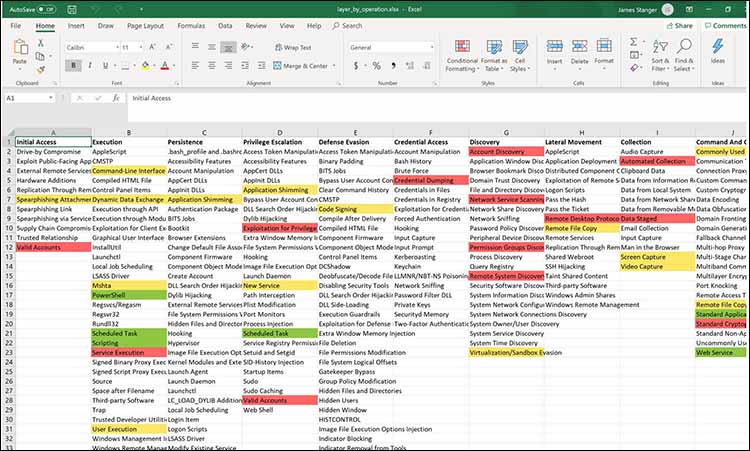 AutoSave Off layer_by_operation.xlsx - Excel James Stanger
File Home Insert Draw Page Layout Formulas Data Review View Help Search Share Comments
Paste Calibri 11 Wrap Text General Conditional Formatting Format as Table Cell Styles Insert Delete Format Sort & Filter Find & Select Ideas
B I U Merge & Center $ %
Clipboard Font Alignment Number Styles Cells Editing Ideas
A1 fx Initial Access
A B C D E F G H I J
1 Initial Access Execution Persistence Privilege Escalation Defense Evasion Credential Access Discovery Lateral Movement Collection Command And C
2 Drive-by Compromise AppleScript .bash_profile and .bashrc Access Token Manipulati Access Token Manipulation Account Manipulation Account Discovery AppleScript Audio Capture Commonly Used
3 Exploit Public-Facing App CMSTP Accessibility Features Accessibility Features Binary Padding Bash History Application Window Disc Application Deployment Automated Collection Communication
4 External Remote Services Command-Line Interface Account Manipulation AppCert DLLs BITS Jobs Brute Force Browser Bookmark Disco Distributed Component O Clipboard Data Connection Proxy
5 Hardware Additions Compiled HTML File AppCert DLLs AppInit DLLs Bypass User Account Con Credential Dumping Domain Trust Discovery Exploitation of Remote S Data from Information Custom Comman
6 Replication Through Rem Control Panel Items AppInit DLLs Application Shimming Clear Command History Credentials in Files File and Directory Discov Logon Scripts Data from Local System Custom Cryptogr
7 Spearphishing Attachmen Dynamic Data Exchange Application Shimming Bypass User Account Con CMSTP Credentials in Registry Network Service Scanning Pass the Hash Data from Network Shar Data Encoding
8 Spearphishing Link Execution through API Authentication Package DLL Search Order Hijackin Code Signing Exploitation for Credenti Network Share Discovery Pass the Ticket Data from Removable Me Data Obfuscation
9 Spearphishing via Service Execution through Modu BITS Jobs Dylib Hijacking Compile After Delivery Forced Authentication Network Sniffing Remote Desktop Protoco Data Staged Domain Fronting
10 Supply Chain Compromise Exploitation for Client Ex Bootkit Exploitation for Privilege Compiled HTML File Hooking Password Policy Discovery Remote File Copy Email Collection Domain Generat
11 Trusted Relationship Graphical User Interface Browser Extensions Extra Window Memory In Component Firmware Input Capture Peripheral Device Discov Remote Services Input Capture Fallback Channe
12 Valid Accounts InstallUtil Change Default File Assoc File System Permissions Component Object Mode Input Prompt Permission Groups Discov Replication Through Rem Man in the Browser Multi-hop Proxy
13 Launchctl Component Firmware Hooking Control Panel Items Kerberoasting Process Discovery Shared Webroot Screen Capture Multi-Stage Chan
14 Local Job Scheduling Component Object Mode Image File Execution Opt DCShadow Keychain Query Registry SSH Hijacking Video Capture Multiband Comm
15 LSASS Driver Create Account Launch Daemon Deobfuscate/Decode File LLMNR/NBT-NS Poisonin Remote System Discovery Taint Shared Content Multilayer Encry
16 Mshta DLL Search Order Hijackin New Service Disabling Security Tools Network Sniffing Security Software Discov Third-party Software Port Knocking
17 PowerShell Dylib Hijacking Path Interception DLL Search Order Hijackin Password Filter DLL System Information Disco Windows Admin Shares Remote Access T
18 Regsvcs/Regasm External Remote Services Plist Modification DLL Side-Loading Private Keys System Network Configur Windows Remote Management Remote File Copy
19 Regsvr32 File System Permissions W Port Monitors Execution Guardrails Securityd Memory System Network Connections Discovery Standard Applica
20 Rundll32 Hidden Files and Director Process Injection Exploitation for Defense Two-Factor Authenticatio System Owner/User Discovery Standard Cryptog
21 Scheduled Task Hooking Scheduled Task Extra Window Memory Injection System Service Discovery Standard Non-Ap
22 Scripting Hypervisor Service Registry Permissi File Deletion System Time Discovery Uncommonly Use
23 Service Execution Image File Execution Opt Setuid and Setgid File Permissions Modification Virtualization/Sandbox Evasion Web Service
24 Signed Binary Proxy Exec Kernel Modules and Exte SID-History Injection File System Logical Offsets
25 Signed Script Proxy Exec Launch Agent Startup Items Gatekeeper Bypass
26 Source Launch Daemon Sudo Group Policy Modification
27 Space after Filename Launchctl Sudo Caching Hidden Files and Directories
28 Third-party Software LC_LOAD_DYLIB Addition Valid Accounts Hidden Users
29 Trap Local Job Scheduling Web Shell Hidden Window
30 Trusted Developer Utiliti Login Item HISTCONTROL
31 User Execution Logon Scripts Image File Execution Options Injection
32 Windows Management I LSASS Driver Indicator Blocking
33 Windows Remote Manag Modify Existing Service Indicator Removal from Tools